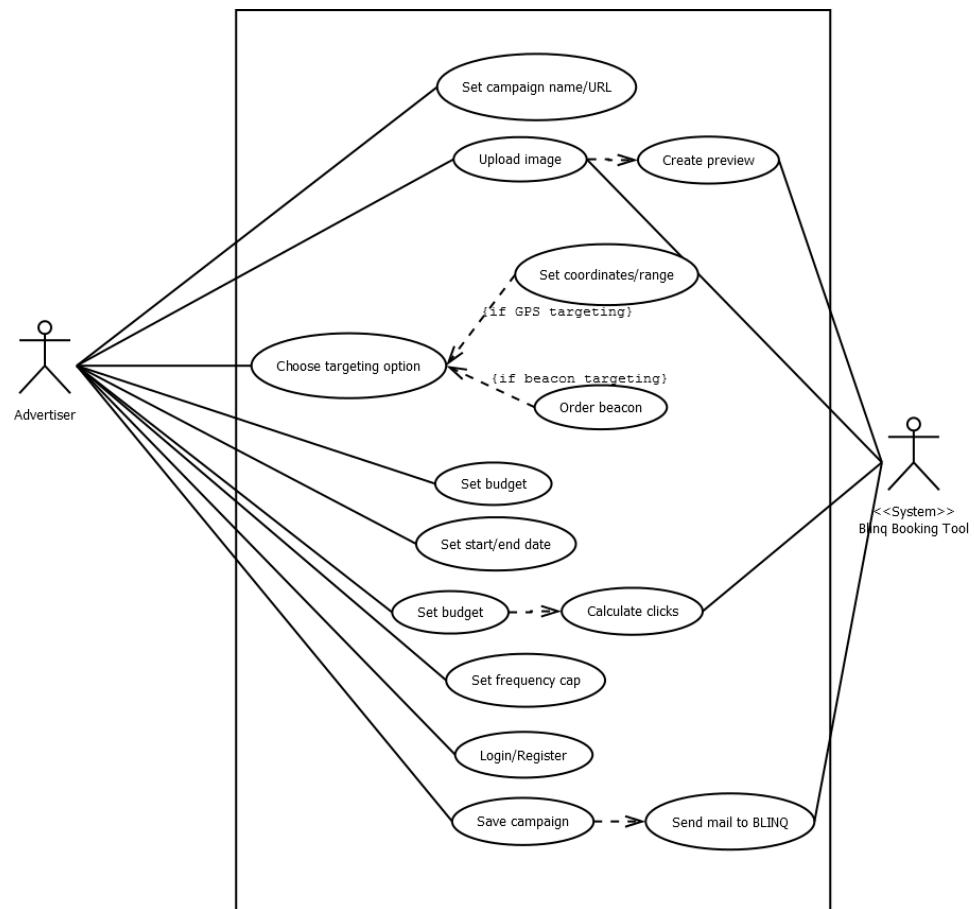 Set campaign name/URL
Upload image
Create preview
Set coordinates/range
{if GPS targeting}
Choose targeting option
{if beacon targeting}
Order beacon
Advertiser
Set budget
<<System>>
Blinq Booking Tool
Set start/end date
Set budget
Calculate clicks
Set frequency cap
Login/Register
Save campaign
Send mail to BLINQ